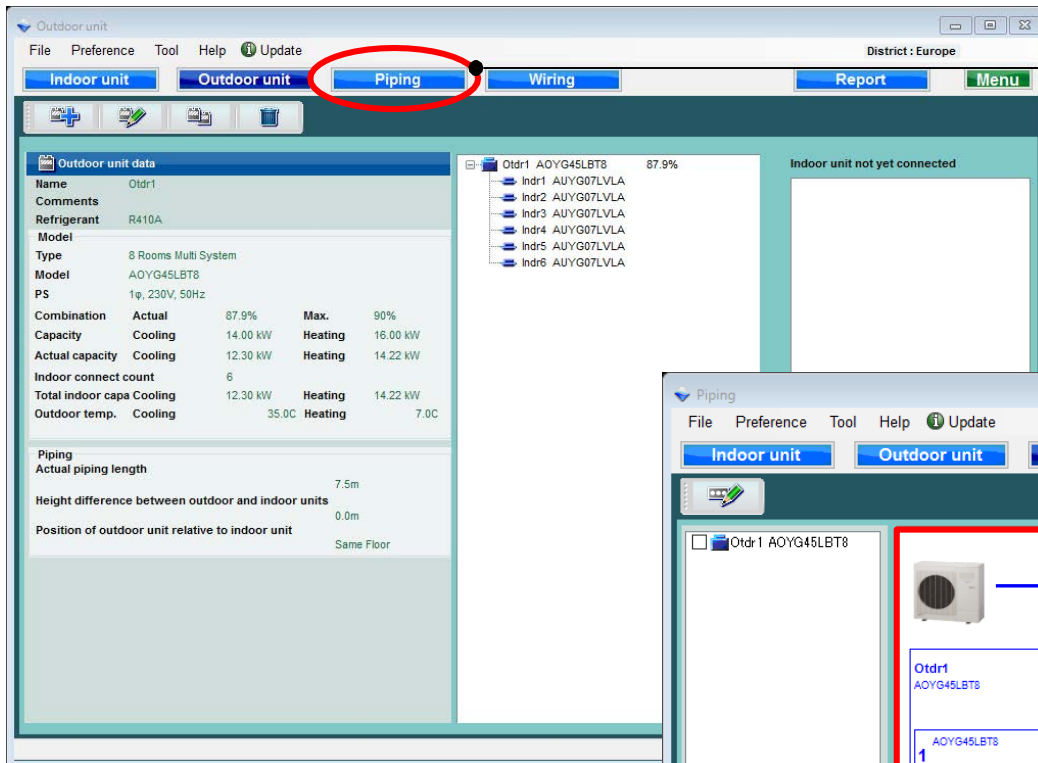 Outdoor unit
File Preference Tool Help Update District : Europe
Indoor unit Outdoor unit Piping Wiring Report Menu
Outdoor unit data
Name Otdr1
Comments
Refrigerant R410A
Model
Type 8 Rooms Multi System
Model AOYG45LBT8
PS 1φ, 230V, 50Hz
Combination Actual 87.9% Max. 90%
Capacity Cooling 14.00 kW Heating 16.00 kW
Actual capacity Cooling 12.30 kW Heating 14.22 kW
Indoor connect count 6
Total indoor capa Cooling 12.30 kW Heating 14.22 kW
Outdoor temp. Cooling 35.0C Heating 7.0C
Piping
Actual piping length
7.5m
Height difference between outdoor and indoor units
0.0m
Position of outdoor unit relative to indoor unit
Same Floor
Otdr1 AOYG45LBT8 87.9%
Indr1 AUYG07LVLA
Indr2 AUYG07LVLA
Indr3 AUYG07LVLA
Indr4 AUYG07LVLA
Indr5 AUYG07LVLA
Indr6 AUYG07LVLA
Indoor unit not yet connected
Piping
File Preference Tool Help Update
Indoor unit Outdoor unit
Otdr1 AOYG45LBT8
Otdr1
AOYG45LBT8
AOYG45LBT8
1